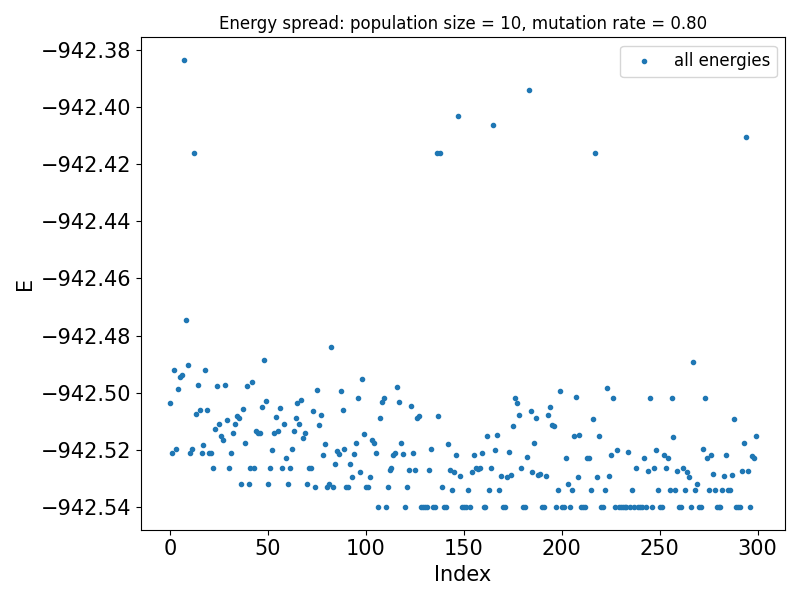 Energy spread: population size = 10, mutation rate = 0.80
all energies
−942.38
−942.40
−942.42
−942.44
−942.46
−942.48
−942.50
−942.52
−942.54
E
0 50 100 150 200 250 300
Index